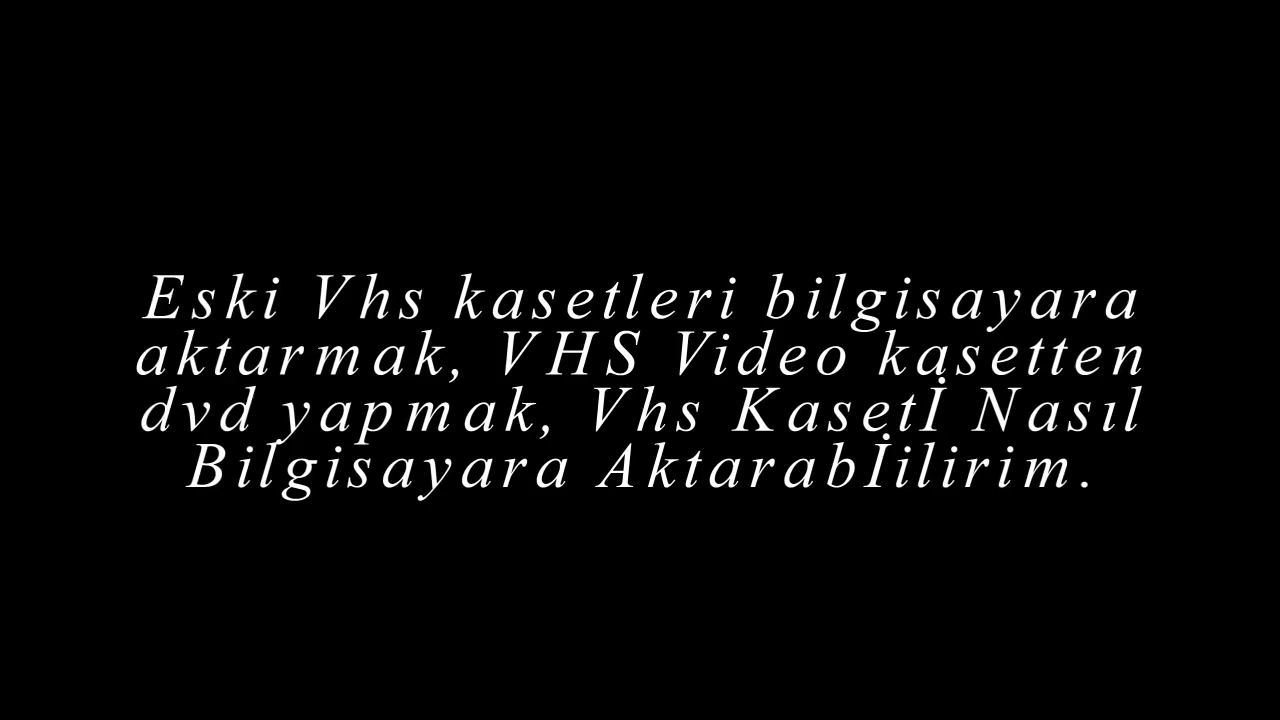 Eski Vhs kasetleri bilgisayara
aktarmak, VHS Video kasetten
dvd yapmak, Vhs Kasetİ Nasıl
Bilgisayara Aktarabİilirim.